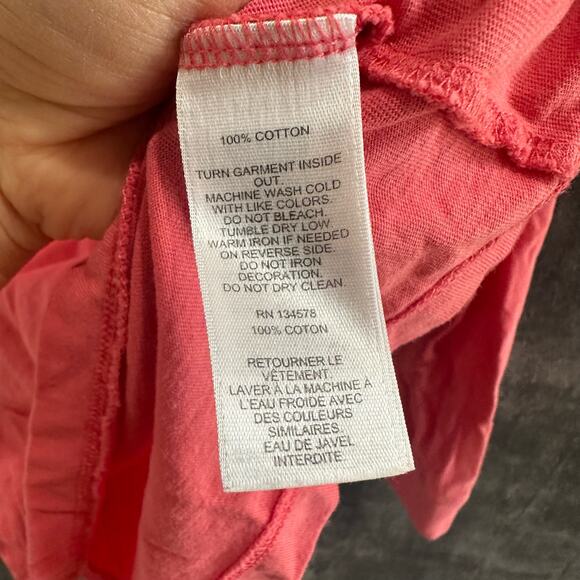 100% COTTON
TURN GARMENT INSIDE
OUT.
MACHINE WASH COLD
WITH LIKE COLORS.
DO NOT BLEACH.
TUMBLE DRY LOW
WARM IRON IF NEEDED
ON REVERSE SIDE.
DO NOT IRON
DECORATION.
DO NOT DRY CLEAN.
RN 134578
100% COTON
RETOURNER LE
VÊTEMENT.
LAVER À LA MACHINE À
L'EAU FROIDE AVEC
DES COULEURS
SIMILAIRES.
EAU DE JAVEL
INTERDITE